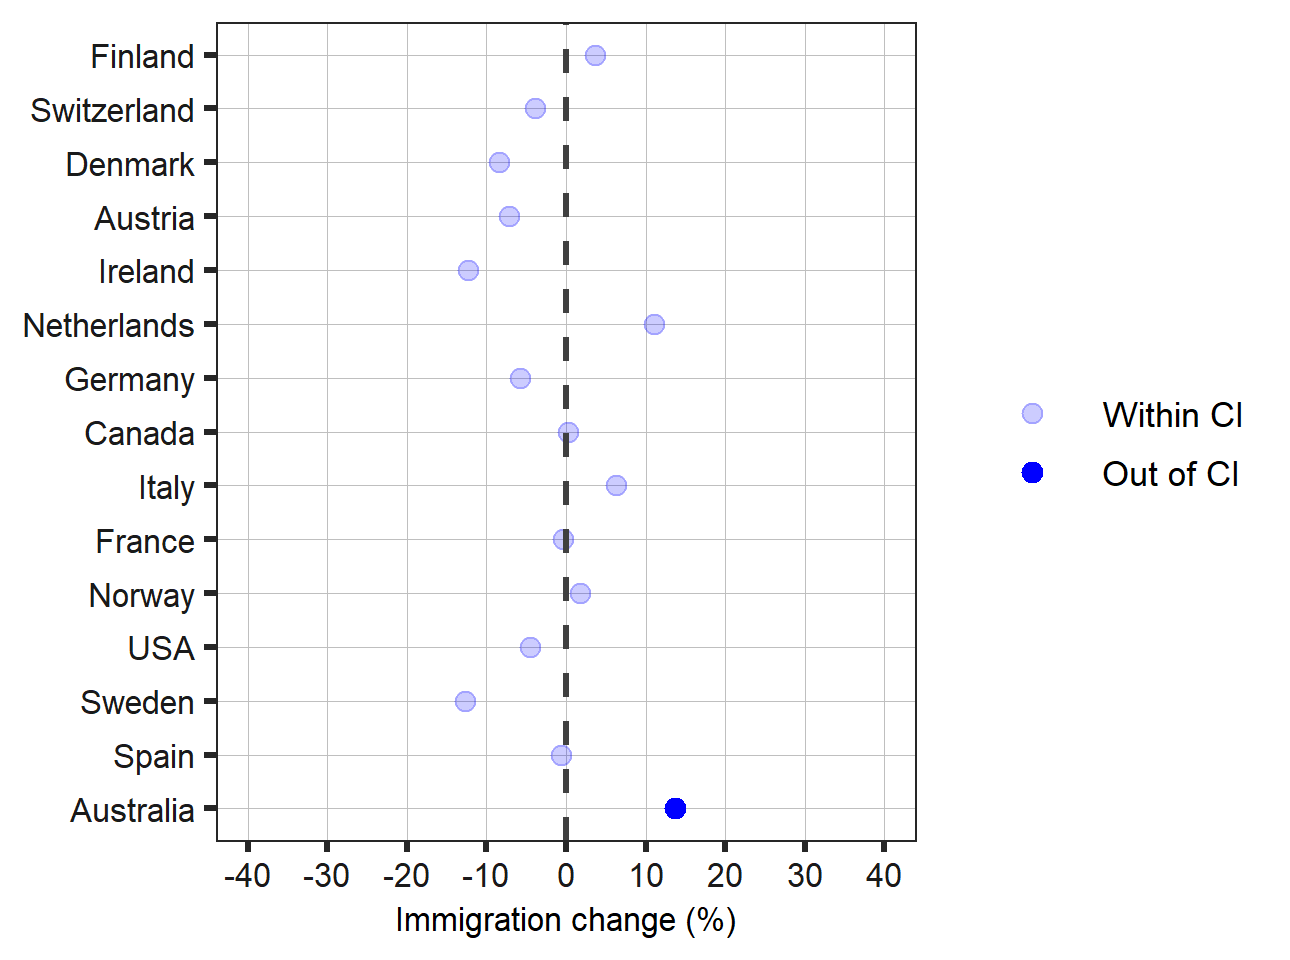 Finland
Switzerland
Denmark
Austria
Ireland
Netherlands
Germany
Canada
Italy
France
Norway
USA
Sweden
Spain
Australia
-40 -30 -20 -10 0 10 20 30 40
Immigration change (%)
Within CI
Out of CI